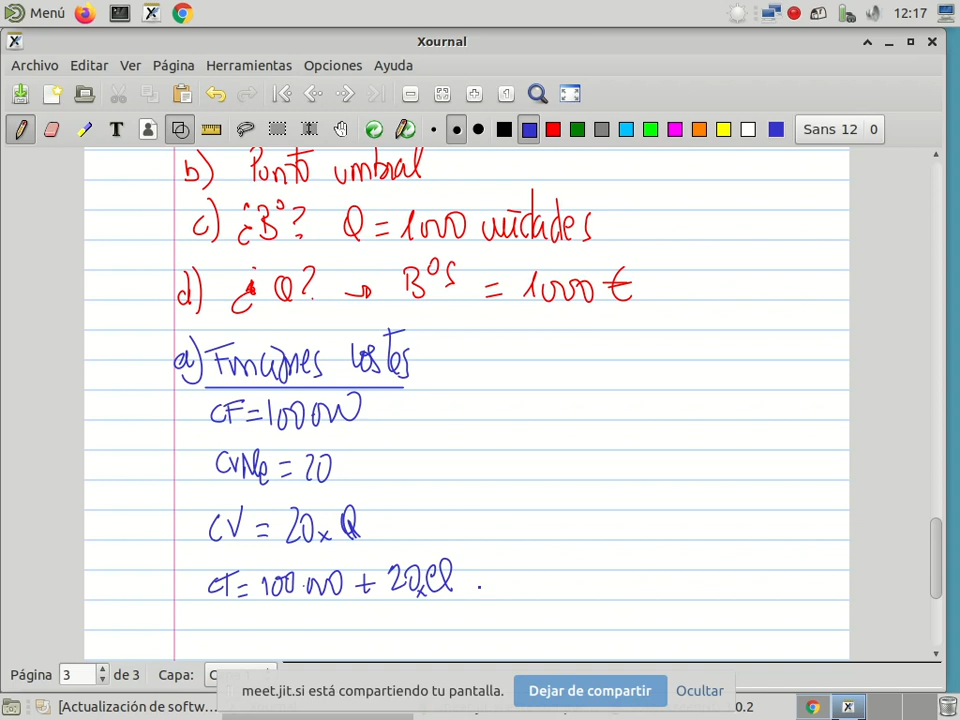 Menú 12:17
Xournal
Archivo Editar Ver Página Herramientas Opciones Ayuda
Sans 12 0
b) Punto umbral
c) ¿Bº? Q = 1000 unidades
d) ¿Q? → Bºs = 1000 €
a) Funciones costes
CF = 100000
CVMe = 20
CV = 20 x Q
CT = 100.000 + 20 x Q .
Página 3 de 3 Capa:
meet.jit.si está compartiendo tu pantalla. Dejar de compartir Ocultar
[Actualización de softw... 0.2